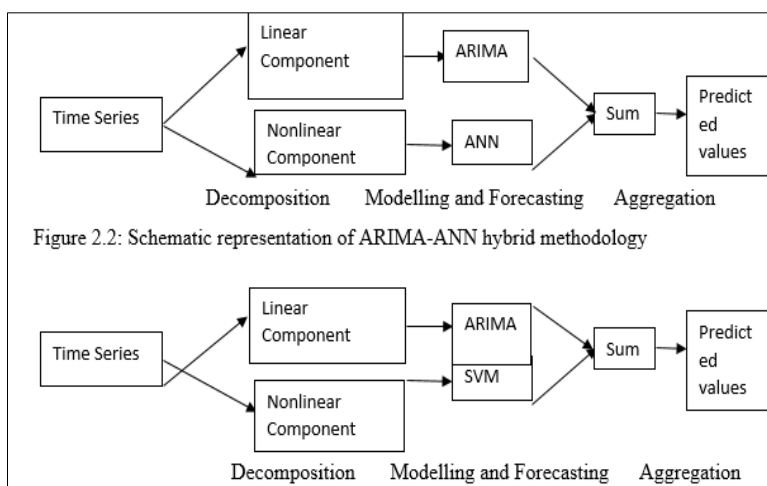 Linear
Component
ARIMA
Time Series
Nonlinear
Component
ANN
Sum
Predict
ed
values
Decomposition Modelling and Forecasting Aggregation
Figure 2.2: Schematic representation of ARIMA-ANN hybrid methodology
Linear
Component
ARIMA
Time Series
Nonlinear
Component
SVM
Sum
Predict
ed
values
Decomposition Modelling and Forecasting Aggregation